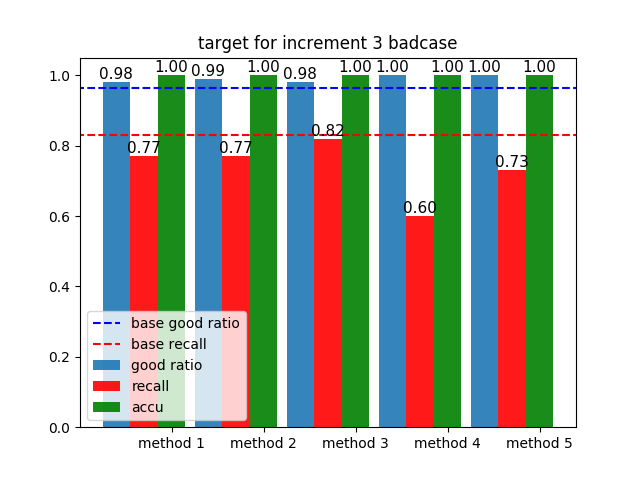 target for increment 3 badcase
1.0
0.8
0.6
0.4
0.2
0.0
0.98
0.77
1.00
0.99
0.77
1.00
0.98
0.82
1.00
1.00
0.60
1.00
1.00
0.73
1.00
base good ratio
base recall
good ratio
recall
accu
method 1
method 2
method 3
method 4
method 5